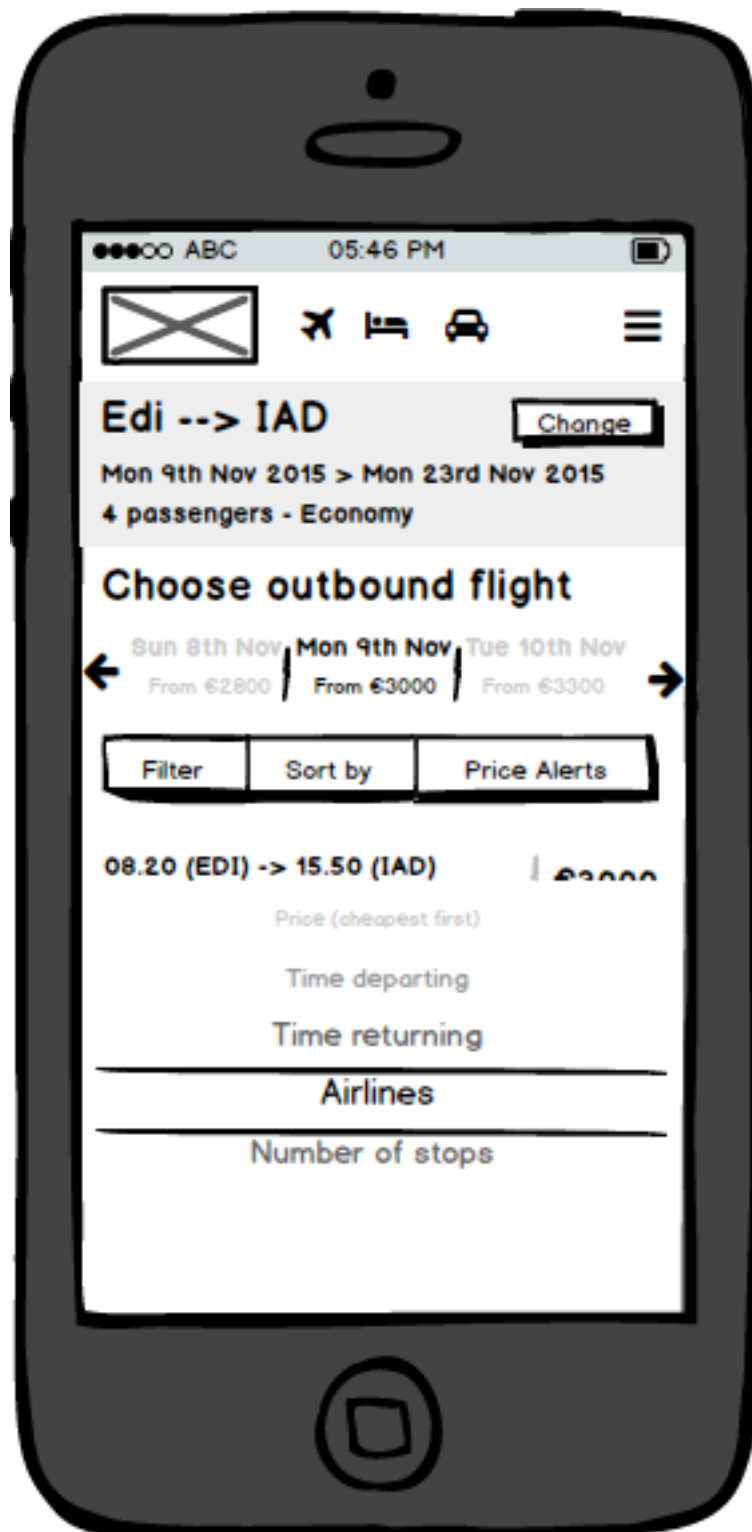 ABC 05:46 PM
Edi --> IAD
Change
Mon 9th Nov 2015 > Mon 23rd Nov 2015
4 passengers - Economy
Choose outbound flight
Sun 8th Nov Mon 9th Nov Tue 10th Nov
From €2800 From €3000 From €3300
Filter Sort by Price Alerts
08.20 (EDI) -> 15.50 (IAD) €3000
Price (cheapest first)
Time departing
Time returning
Airlines
Number of stops